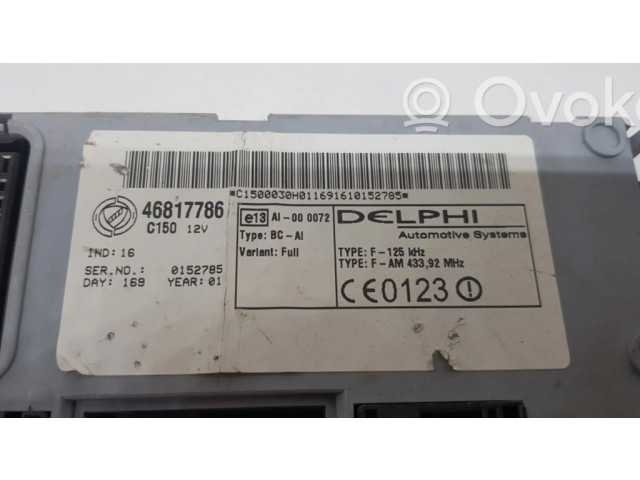 Ovoko
*C1500030H011691610152785*
46817786
C150 12V
IND: 16
SER.NO.: 0152785
DAY: 169 YEAR: 01
e13 AI-00 0072
Type: BC-AI
Variant: Full
DELPHI
Automotive Systems
TYPE: F-125 kHz
TYPE: F-AM 433,92 MHz
CE0123